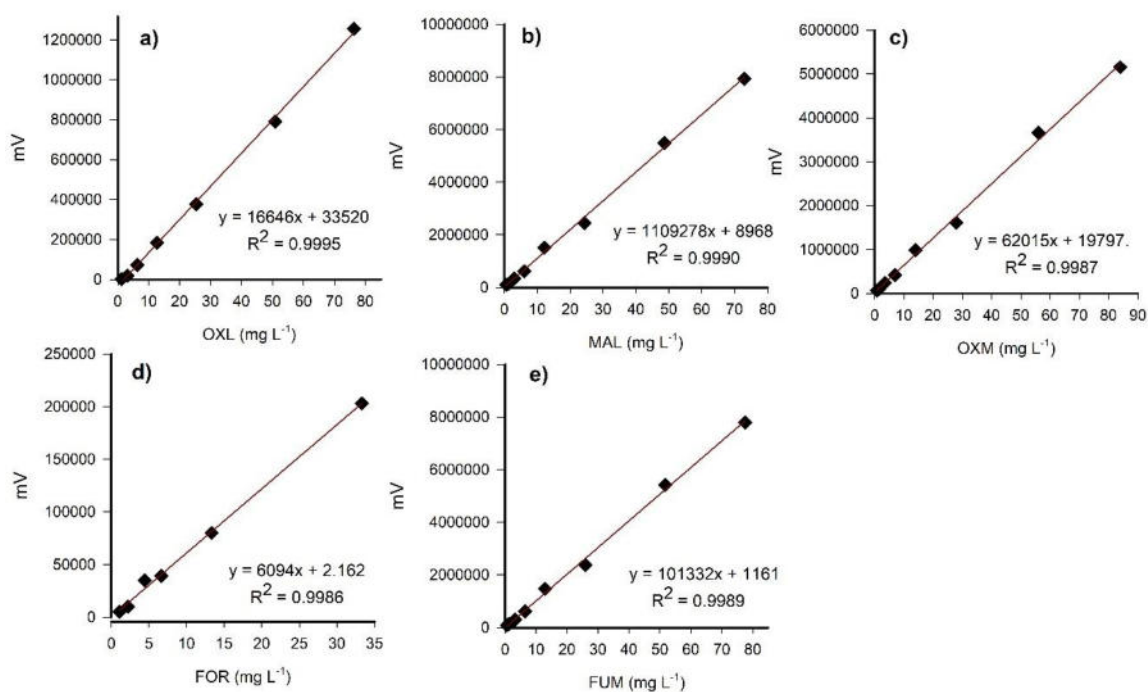 a)
1200000
1000000
800000
600000
400000
200000
0
mV
y = 16646x + 33520
R² = 0.9995
0 10 20 30 40 50 60 70 80
OXL (mg L⁻¹)
b)
10000000
8000000
6000000
4000000
2000000
0
mV
y = 1109278x + 8968
R² = 0.9990
0 10 20 30 40 50 60 70 80
MAL (mg L⁻¹)
c)
6000000
5000000
4000000
3000000
2000000
1000000
0
mV
y = 62015x + 19797.
R² = 0.9987
0 10 20 30 40 50 60 70 80 90
OXM (mg L⁻¹)
d)
250000
200000
150000
100000
50000
0
mV
y = 6094x + 2.162
R² = 0.9986
0 5 10 15 20 25 30 35
FOR (mg L⁻¹)
e)
10000000
8000000
6000000
4000000
2000000
0
mV
y = 101332x + 1161
R² = 0.9989
0 10 20 30 40 50 60 70 80 90
FUM (mg L⁻¹)